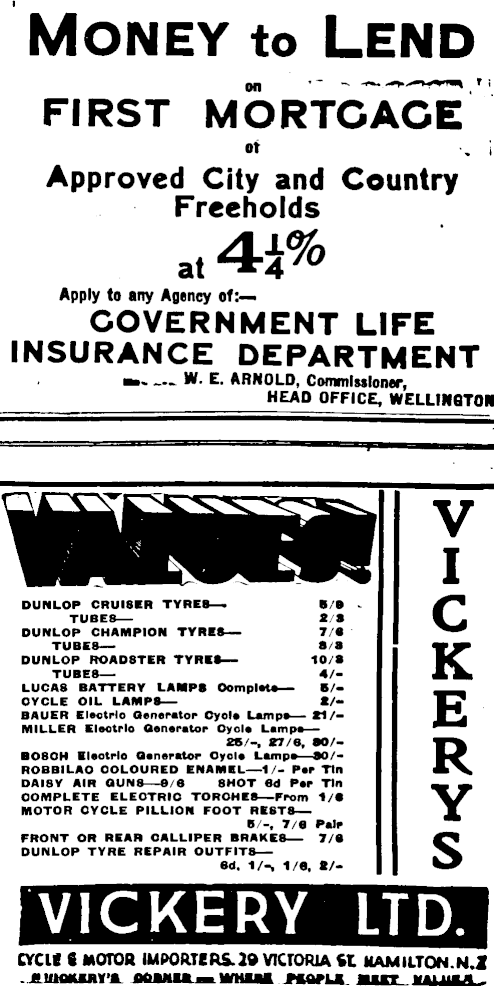 MONEY to LEND
on
FIRST MORTGAGE
of
Approved City and Country
Freeholds
at 4¼%
Apply to any Agency of:—
GOVERNMENT LIFE
INSURANCE DEPARTMENT
W. E. ARNOLD, Commissioner,
HEAD OFFICE, WELLINGTON
VALUES!
VICKERYS
DUNLOP CRUISER TYRES— 5/9
TUBES— 2/3
DUNLOP CHAMPION TYRES— 7/6
TUBES— 3/3
DUNLOP ROADSTER TYRES— 10/3
TUBES— 4/-
LUCAS BATTERY LAMPS Complete— 5/-
CYCLE OIL LAMPS— 2/-
BAUER Electric Generator Cycle Lamps— 21/-
MILLER Electric Generator Cycle Lamps—
25/-, 27/6, 30/-
BOSCH Electric Generator Cycle Lamps—30/-
ROBBILAC COLOURED ENAMEL—1/- Per Tin
DAISY AIR GUNS—9/6 SHOT 6d Per Tin
COMPLETE ELECTRIC TORCHES—From 1/6
MOTOR CYCLE PILLION FOOT RESTS—
5/-, 7/6 Pair
FRONT OR REAR CALLIPER BRAKES— 7/6
DUNLOP TYRE REPAIR OUTFITS—
6d, 1/-, 1/6, 2/-
VICKERY LTD.
CYCLE & MOTOR IMPORTERS. 29 VICTORIA ST. HAMILTON. N.Z
"VICKERY'S CORNER — WHERE PEOPLE MEET VALUES